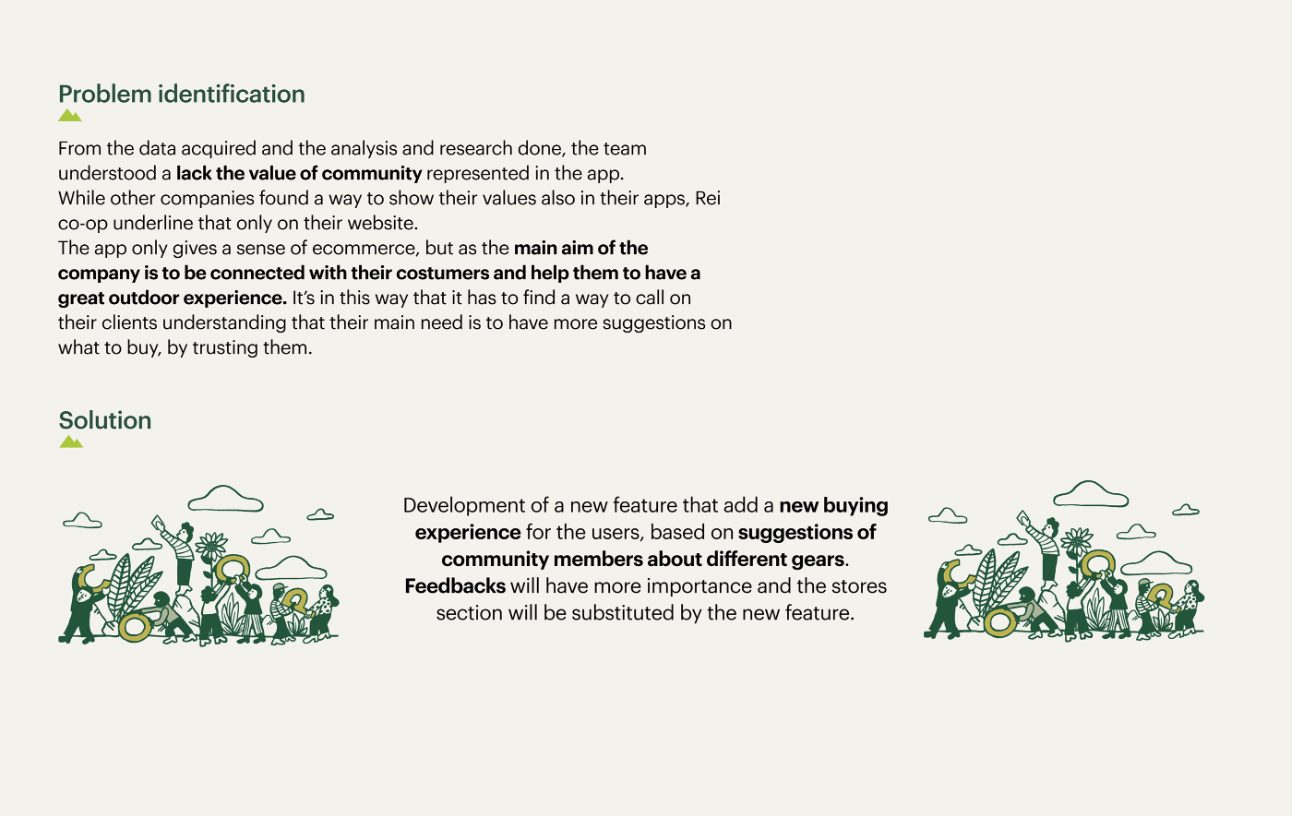 Problem identification
From the data acquired and the analysis and research done, the team
understood a lack the value of community represented in the app.
While other companies found a way to show their values also in their apps, Rei
co-op underline that only on their website.
The app only gives a sense of ecommerce, but as the main aim of the
company is to be connected with their costumers and help them to have a
great outdoor experience. It’s in this way that it has to find a way to call on
their clients understanding that their main need is to have more suggestions on
what to buy, by trusting them.
Solution
Development of a new feature that add a new buying
experience for the users, based on suggestions of
community members about different gears.
Feedbacks will have more importance and the stores
section will be substituted by the new feature.